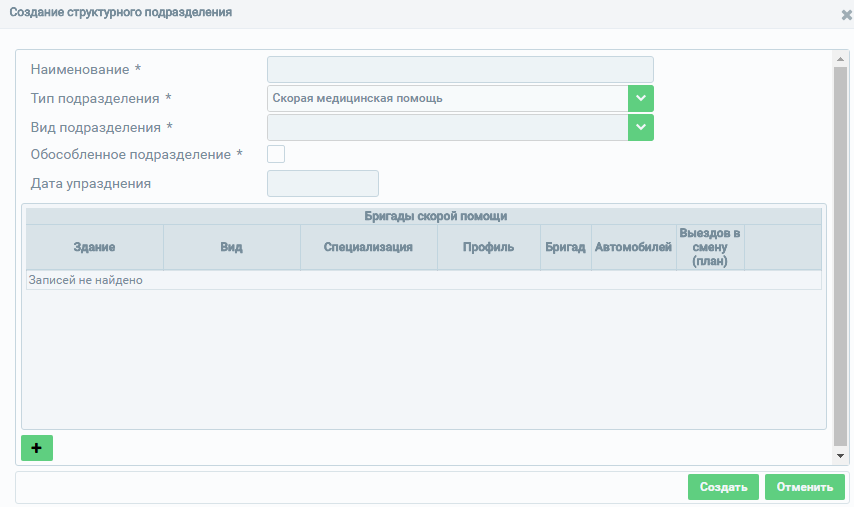 Создание структурного подразделения
Наименование *
Тип подразделения *
Скорая медицинская помощь
Вид подразделения *
Обособленное подразделение *
Дата упразднения
Бригады скорой помощи
Здание
Вид
Специализация
Профиль
Бригад
Автомобилей
Выездов в
смену
(план)
Записей не найдено
Создать
Отменить